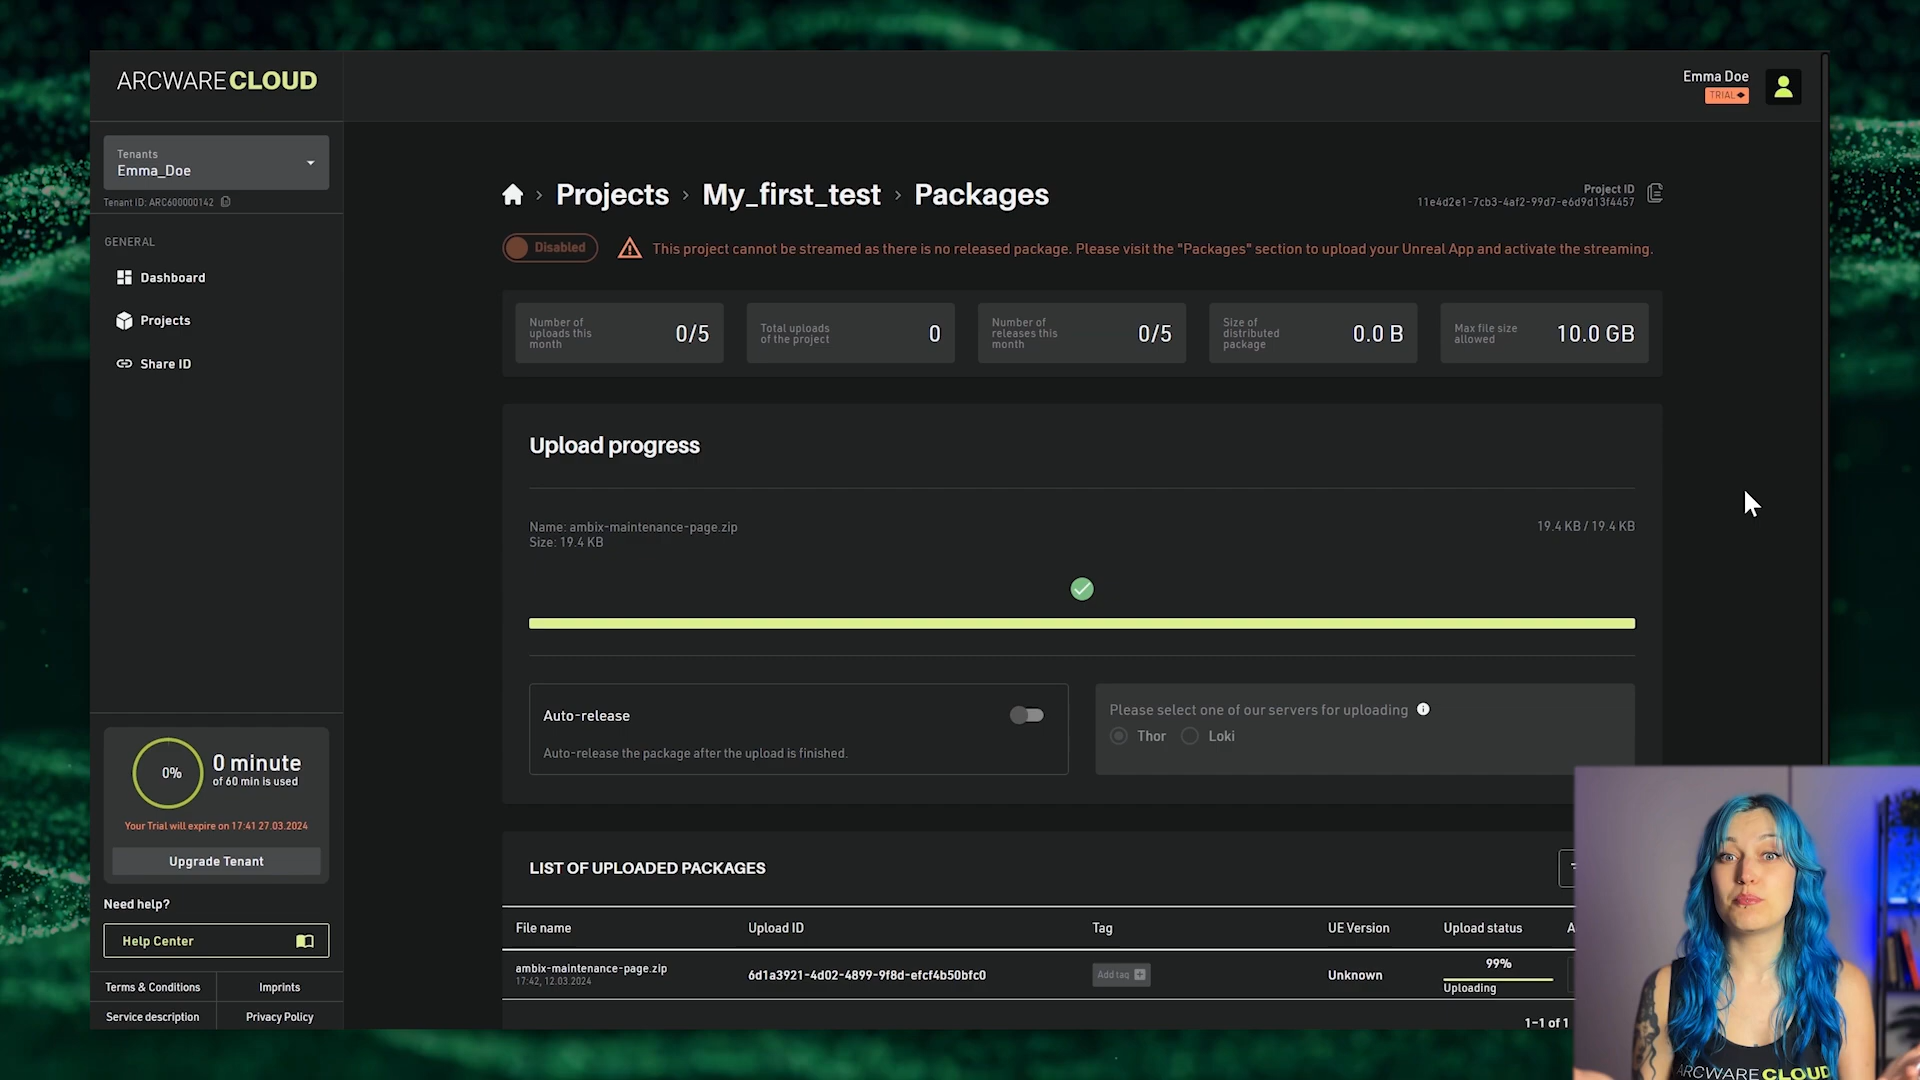 ARCWARE CLOUD
Emma Doe
TRIAL
Tenants
Emma_Doe
Tenant ID: ARC600000142
GENERAL
Dashboard
Projects
Share ID
Projects › My_first_test › Packages
Project ID
11e4d2e1-7cb3-4af2-99d7-e6d9d13f4457
Disabled
This project cannot be streamed as there is no released package. Please visit the "Packages" section to upload your Unreal App and activate the streaming.
Number of
uploads this
month
0/5
Total uploads
of the project
0
Number of
releases this
month
0/5
Size of
distributed
package
0.0 B
Max file size
allowed
10.0 GB
Upload progress
Name: ambix-maintenance-page.zip
Size: 19.4 KB
19.4 KB / 19.4 KB
Auto-release
Auto-release the package after the upload is finished.
Please select one of our servers for uploading
Thor
Loki
0%
0 minute
of 60 min is used
Your Trial will expire on 17:41 27.03.2024
Upgrade Tenant
Need help?
Help Center
Terms & Conditions
Imprints
Service description
Privacy Policy
LIST OF UPLOADED PACKAGES
File name
Upload ID
Tag
UE Version
Upload status
A
ambix-maintenance-page.zip
17:42, 12.03.2024
6d1a3921-4d02-4899-9f8d-efcf4b50bfc0
Add tag
Unknown
99%
Uploading
1-1 of 1
ARCWARE CLOUD